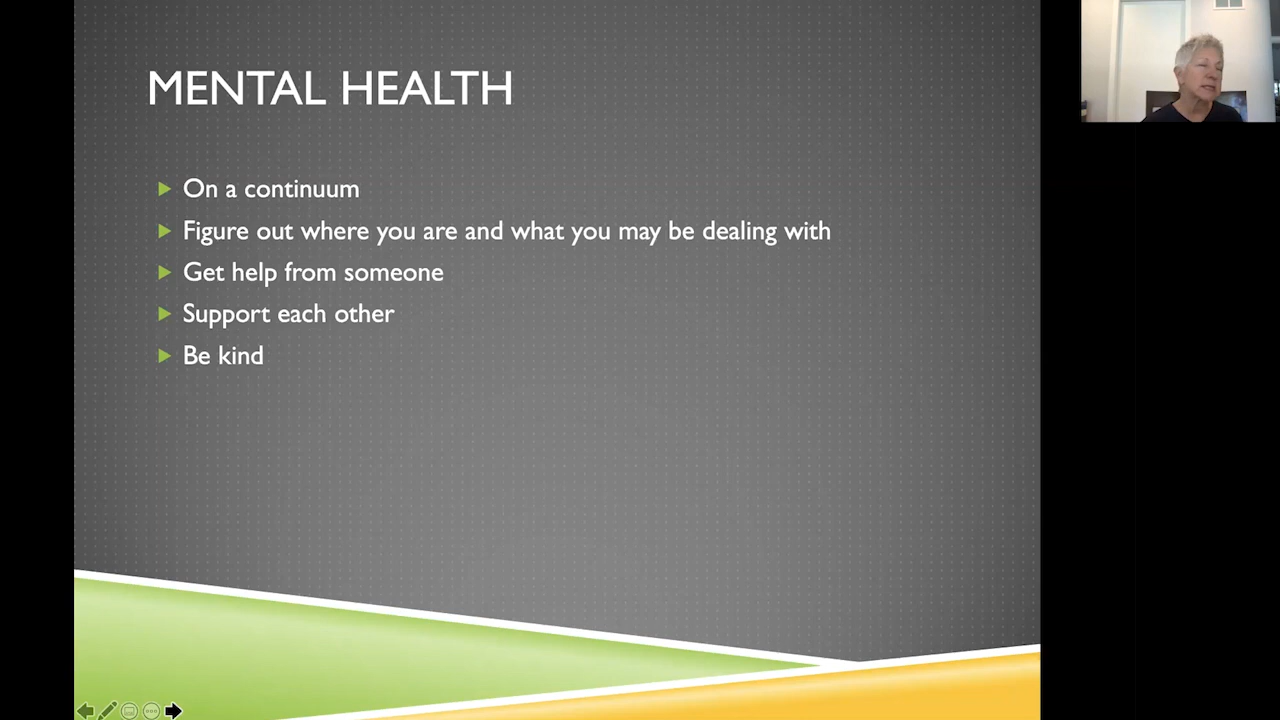 MENTAL HEALTH
On a continuum
Figure out where you are and what you may be dealing with
Get help from someone
Support each other
Be kind